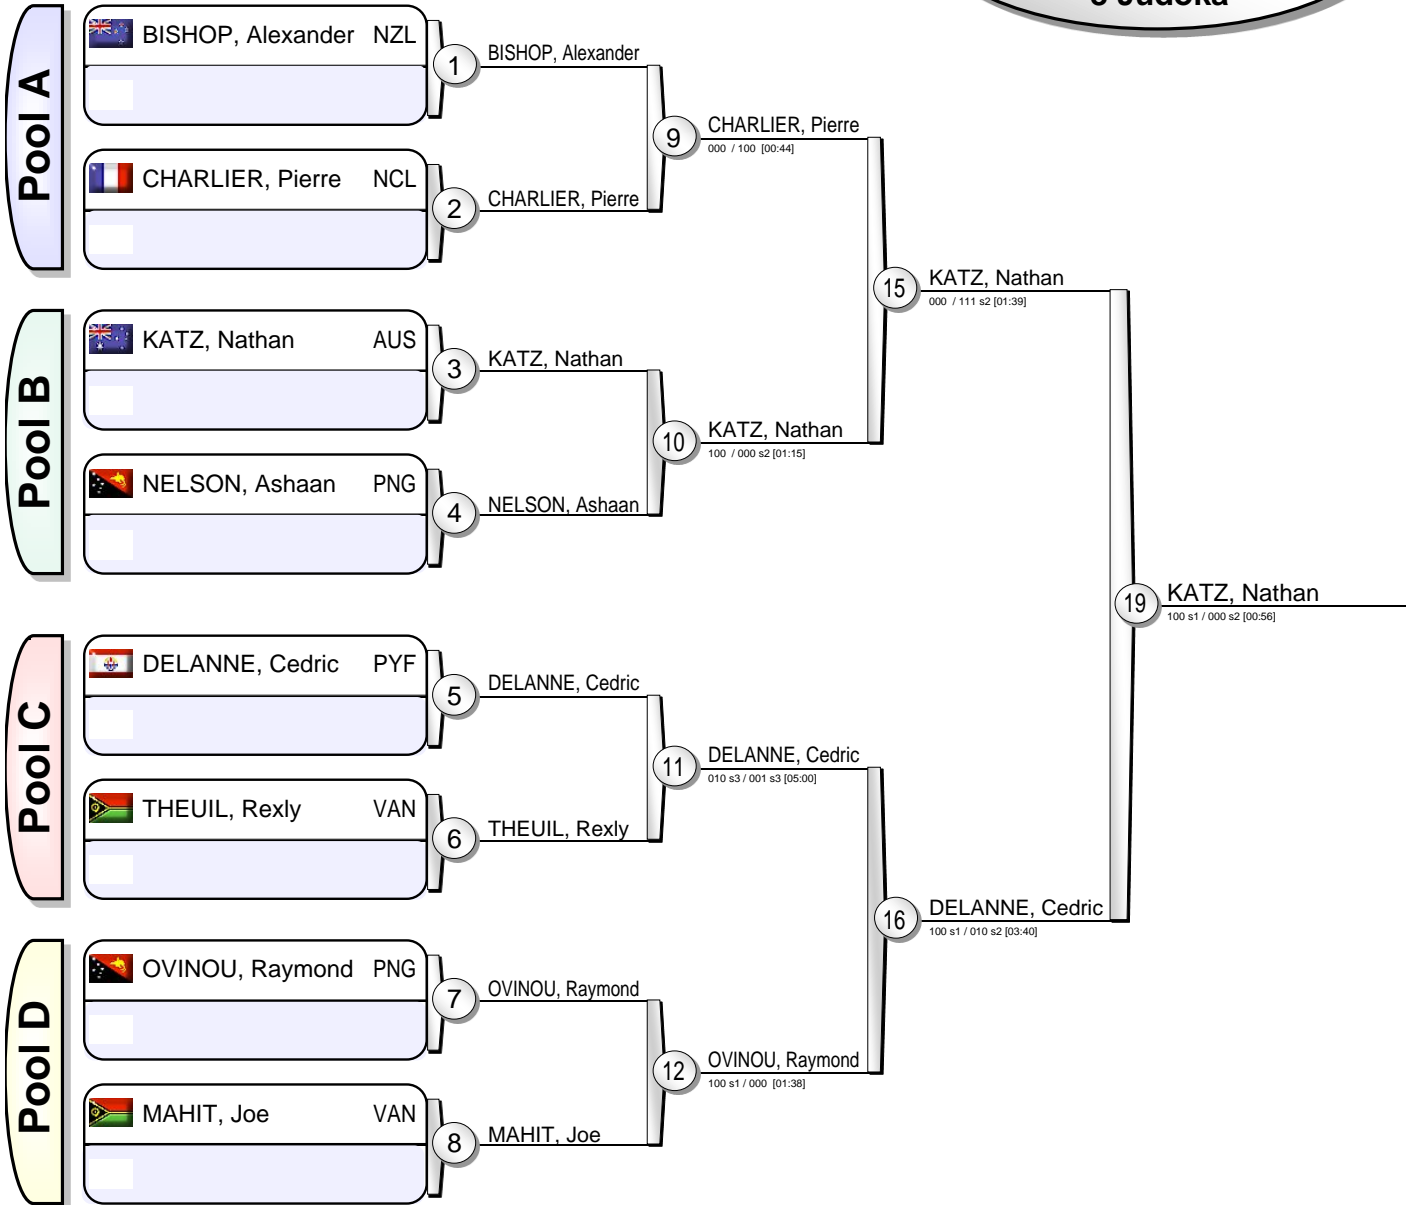 Judoka
Pool A
BISHOP, Alexander NZL
1
BISHOP, Alexander
CHARLIER, Pierre NCL
2
CHARLIER, Pierre
9
CHARLIER, Pierre
000 / 100 [00:44]
Pool B
KATZ, Nathan AUS
3
KATZ, Nathan
NELSON, Ashaan PNG
4
NELSON, Ashaan
10
KATZ, Nathan
100 / 000 s2 [01:15]
15
KATZ, Nathan
000 / 111 s2 [01:39]
Pool C
DELANNE, Cedric PYF
5
DELANNE, Cedric
THEUIL, Rexly VAN
6
THEUIL, Rexly
11
DELANNE, Cedric
010 s3 / 001 s3 [05:00]
Pool D
OVINOU, Raymond PNG
7
OVINOU, Raymond
MAHIT, Joe VAN
8
MAHIT, Joe
12
OVINOU, Raymond
100 s1 / 000 [01:38]
16
DELANNE, Cedric
100 s1 / 010 s2 [03:40]
19
KATZ, Nathan
100 s1 / 000 s2 [00:56]